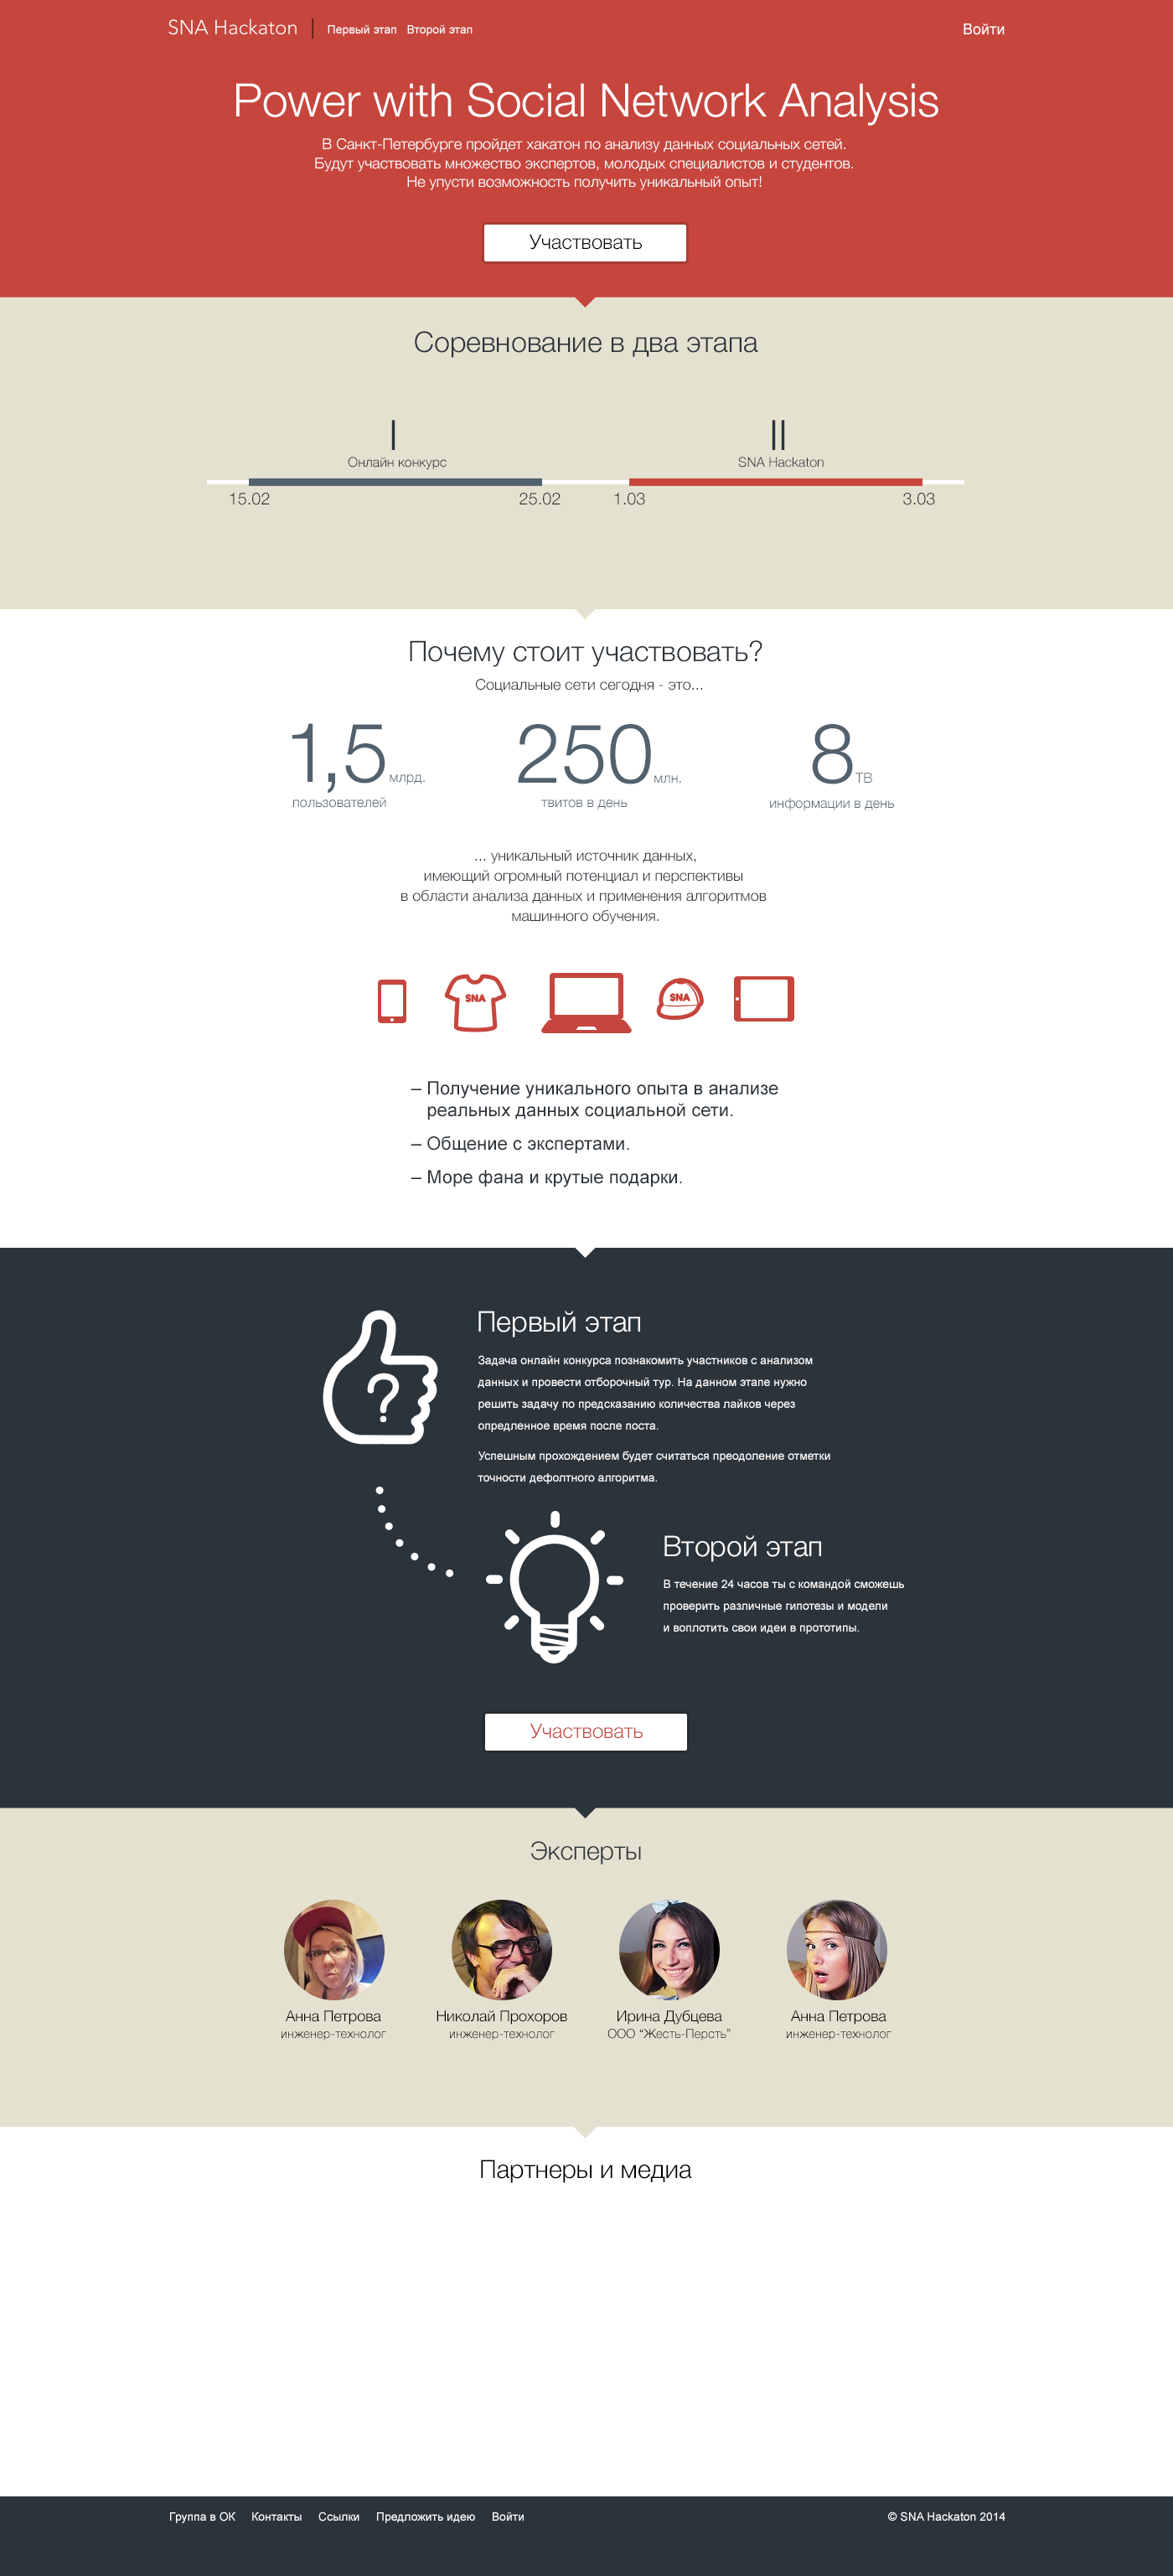 SNA Hackaton | Первый этап Второй этап Войти
Power with Social Network Analysis
В Санкт-Петербурге пройдет хакатон по анализу данных социальных сетей.
Будут участвовать множество экспертов, молодых специалистов и студентов.
Не упусти возможность получить уникальный опыт!
Участвовать
Соревнование в два этапа
I II
Онлайн конкурс SNA Hackaton
15.02 25.02 1.03 3.03
Почему стоит участвовать?
Социальные сети сегодня - это...
1,5 млрд. 250 млн. 8 ТВ
пользователей твитов в день информации в день
... уникальный источник данных,
имеющий огромный потенциал и перспективы
в области анализа данных и применения алгоритмов
машинного обучения.
SNA SNA
– Получение уникального опыта в анализе
реальных данных социальной сети.
– Общение с экспертами.
– Море фана и крутые подарки.
Первый этап
Задача онлайн конкурса познакомить участников с анализом
данных и провести отборочный тур. На данном этапе нужно
решить задачу по предсказанию количества лайков через
опредленное время после поста.
Успешным прохождением будет считаться преодоление отметки
точности дефолтного алгоритма.
?
Второй этап
В течение 24 часов ты с командой сможешь
проверить различные гипотезы и модели
и воплотить свои идеи в прототипы.
Участвовать
Эксперты
Анна Петрова Николай Прохоров Ирина Дубцева Анна Петрова
инженер-технолог инженер-технолог ООО “Жесть-Персть” инженер-технолог
Партнеры и медиа
Группа в ОК Контакты Ссылки Предложить идею Войти © SNA Hackaton 2014